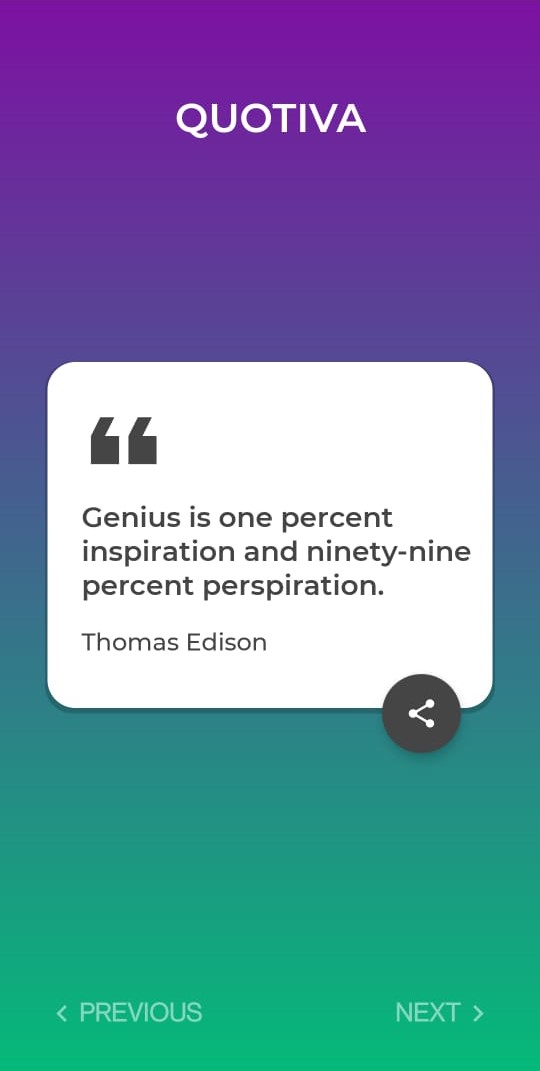 QUOTIVA
Genius is one percent
inspiration and ninety-nine
percent perspiration.
Thomas Edison
PREVIOUS
NEXT